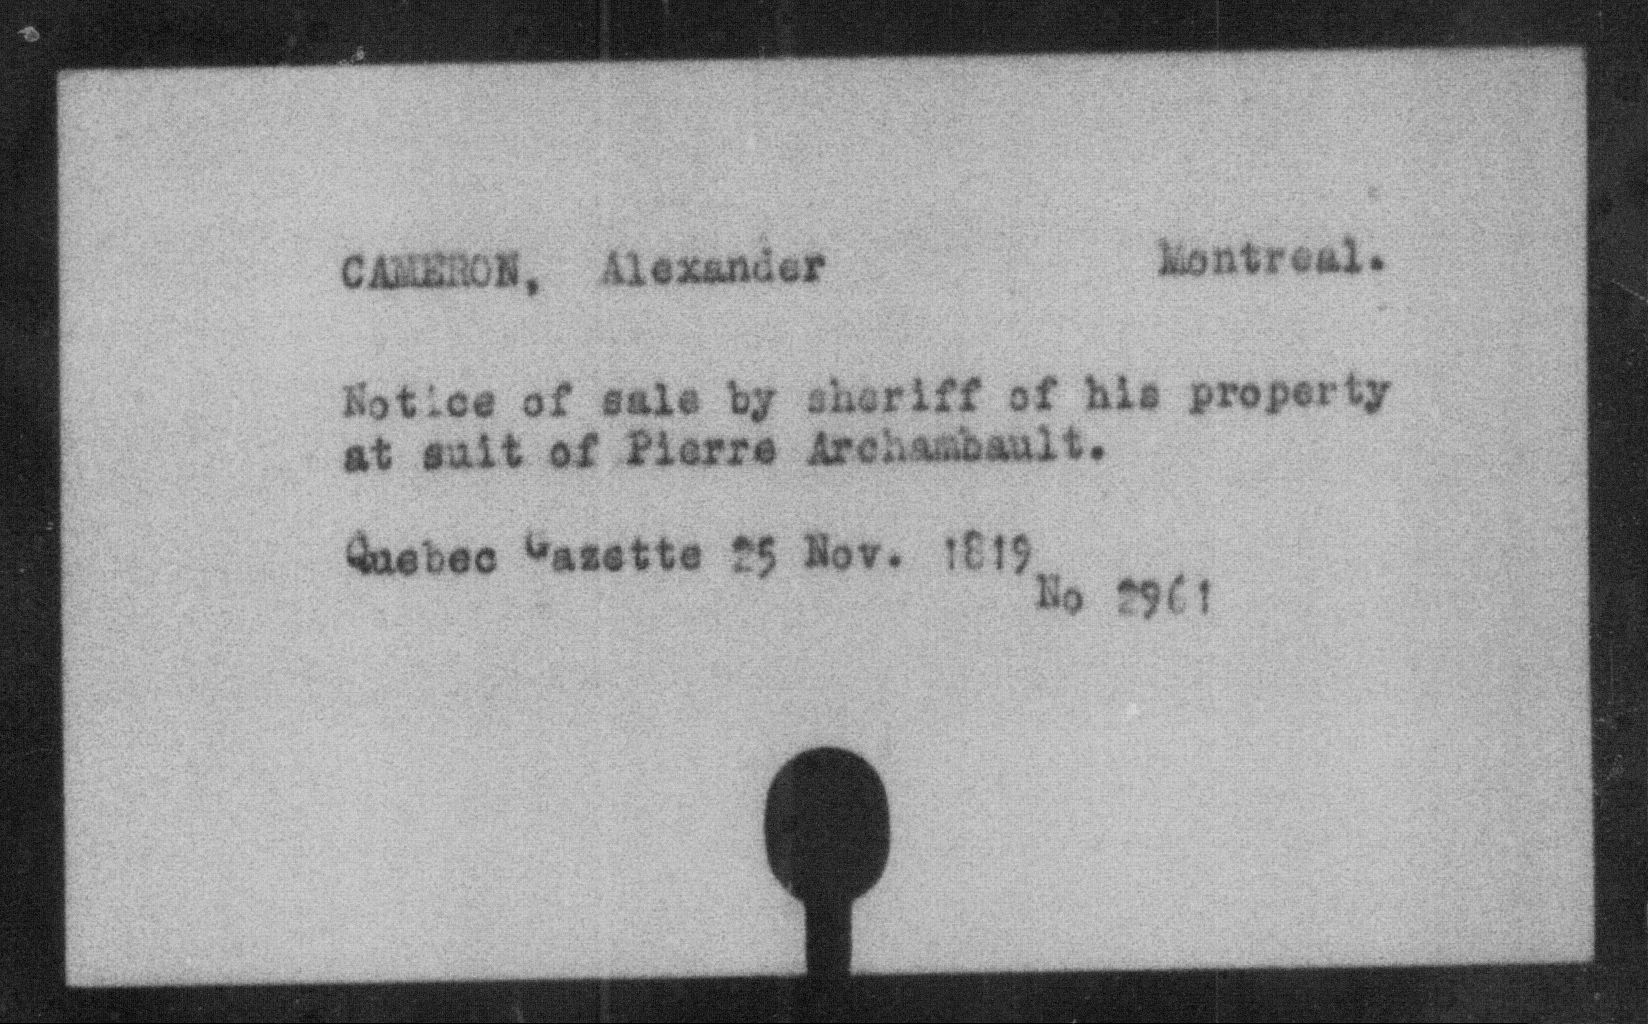 CAMERON, Alexander Montreal.
Notice of sale by sheriff of his property
at suit of Pierre Archambault.
Quebec Gazette 25 Nov. 1819
No 2961